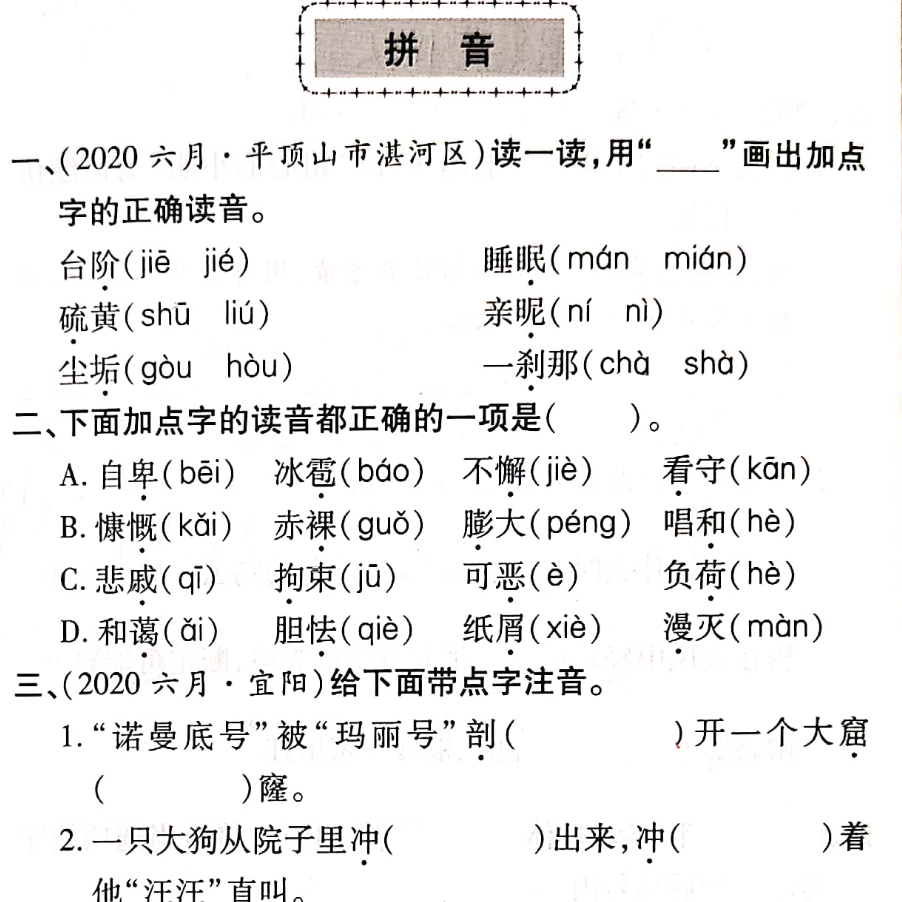 拼 音
一、(2020 六月·平顶山市湛河区)读一读,用“____”画出加点
字的正确读音。
台阶(jiē jié) 睡眠(mán mián)
硫黄(shū liú) 亲昵(ní nì)
尘垢(gòu hòu) 一刹那(chà shà)
二、下面加点字的读音都正确的一项是( )。
A. 自卑(bēi) 冰雹(báo) 不懈(jiè) 看守(kān)
B. 慷慨(kǎi) 赤裸(guǒ) 膨大(péng) 唱和(hè)
C. 悲戚(qī) 拘束(jū) 可恶(è) 负荷(hè)
D. 和蔼(ǎi) 胆怯(qiè) 纸屑(xiè) 漫灭(màn)
三、(2020 六月·宜阳)给下面带点字注音。
1. “诺曼底号”被“玛丽号”剖( )开一个大窟
( )窿。
2. 一只大狗从院子里冲( )出来,冲( )着
他“汪汪”直叫。